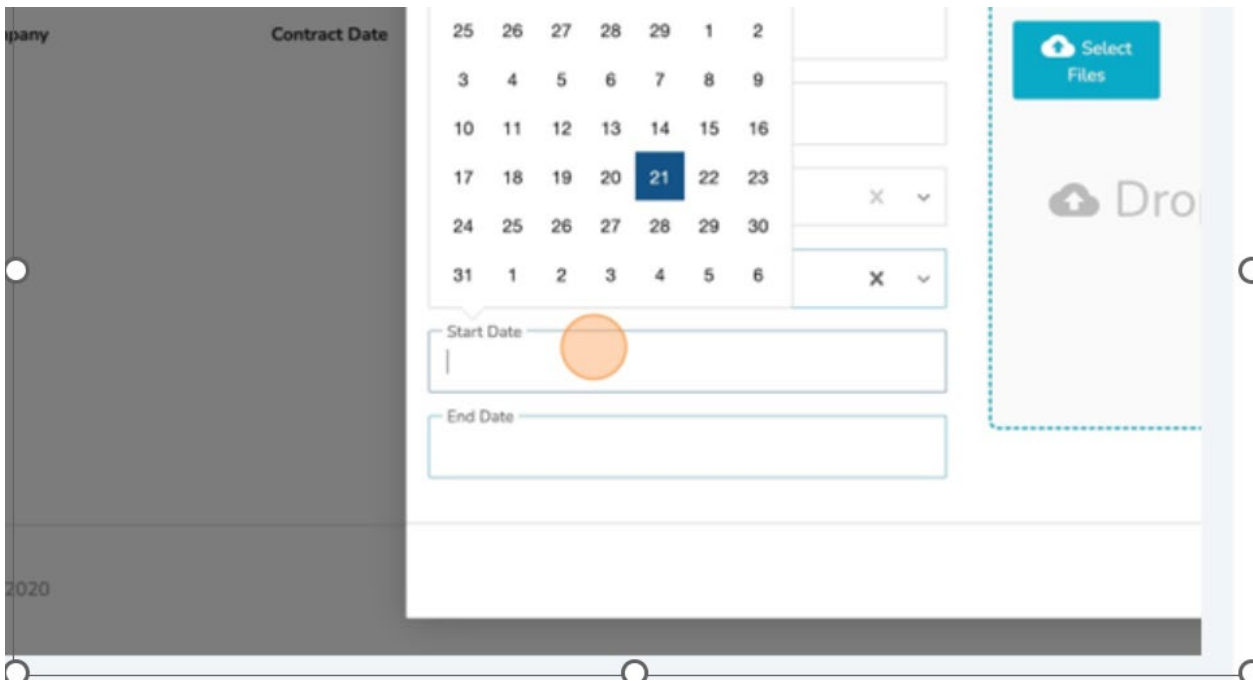 Contract Date
25 26 27 28 29 1 2
3 4 5 6 7 8 9
10 11 12 13 14 15 16
17 18 19 20 21 22 23
24 25 26 27 28 29 30
31 1 2 3 4 5 6
Select
Files
Start Date
End Date
2020